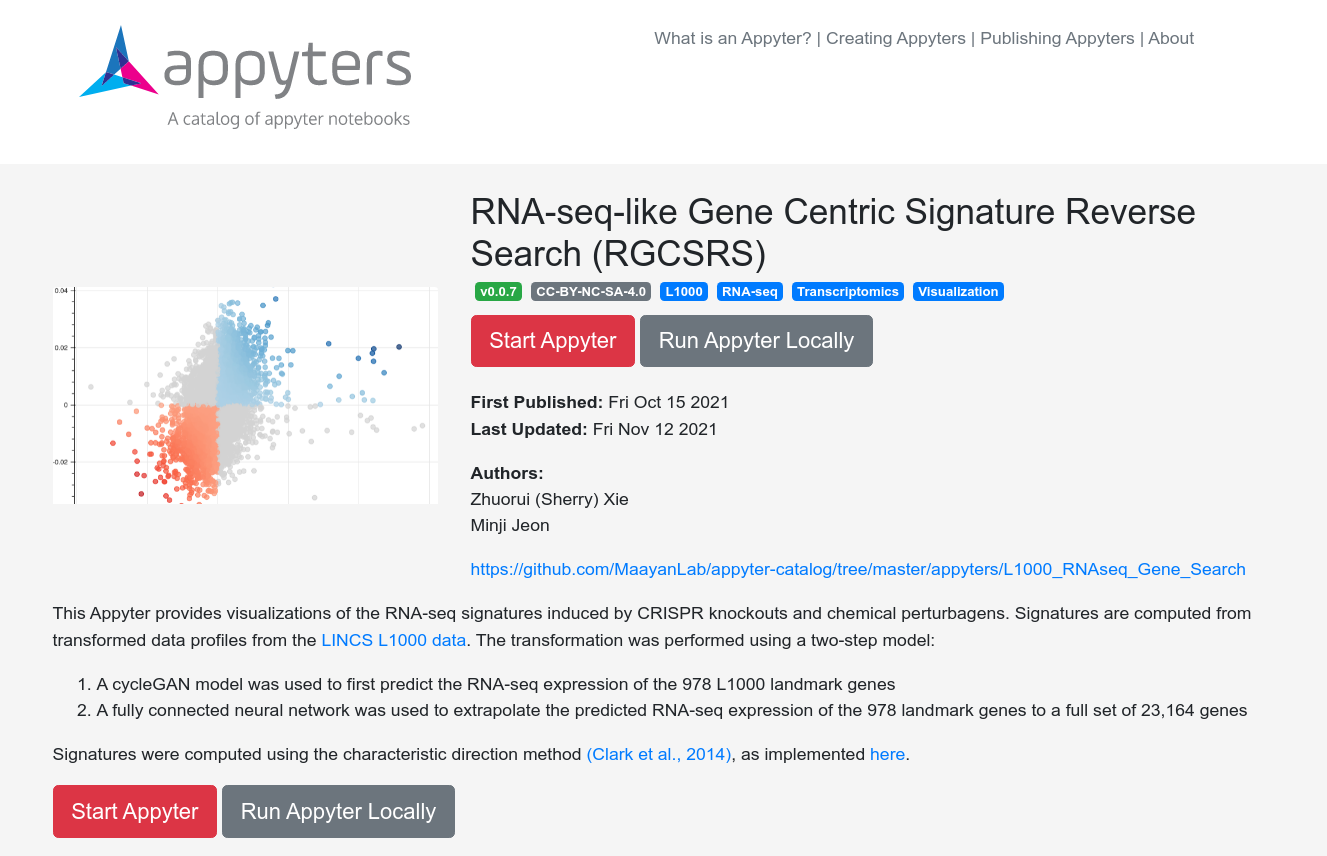 appyters
A catalog of appyter notebooks
What is an Appyter? | Creating Appyters | Publishing Appyters | About
RNA-seq-like Gene Centric Signature Reverse
Search (RGCSRS)
v0.0.7 CC-BY-NC-SA-4.0 L1000 RNA-seq Transcriptomics Visualization
Start Appyter Run Appyter Locally
0.04
0.02
0
-0.02
First Published: Fri Oct 15 2021
Last Updated: Fri Nov 12 2021
Authors:
Zhuorui (Sherry) Xie
Minji Jeon
https://github.com/MaayanLab/appyter-catalog/tree/master/appyters/L1000_RNAseq_Gene_Search
This Appyter provides visualizations of the RNA-seq signatures induced by CRISPR knockouts and chemical perturbagens. Signatures are computed from
transformed data profiles from the LINCS L1000 data. The transformation was performed using a two-step model:
1. A cycleGAN model was used to first predict the RNA-seq expression of the 978 L1000 landmark genes
2. A fully connected neural network was used to extrapolate the predicted RNA-seq expression of the 978 landmark genes to a full set of 23,164 genes
Signatures were computed using the characteristic direction method (Clark et al., 2014), as implemented here.
Start Appyter Run Appyter Locally